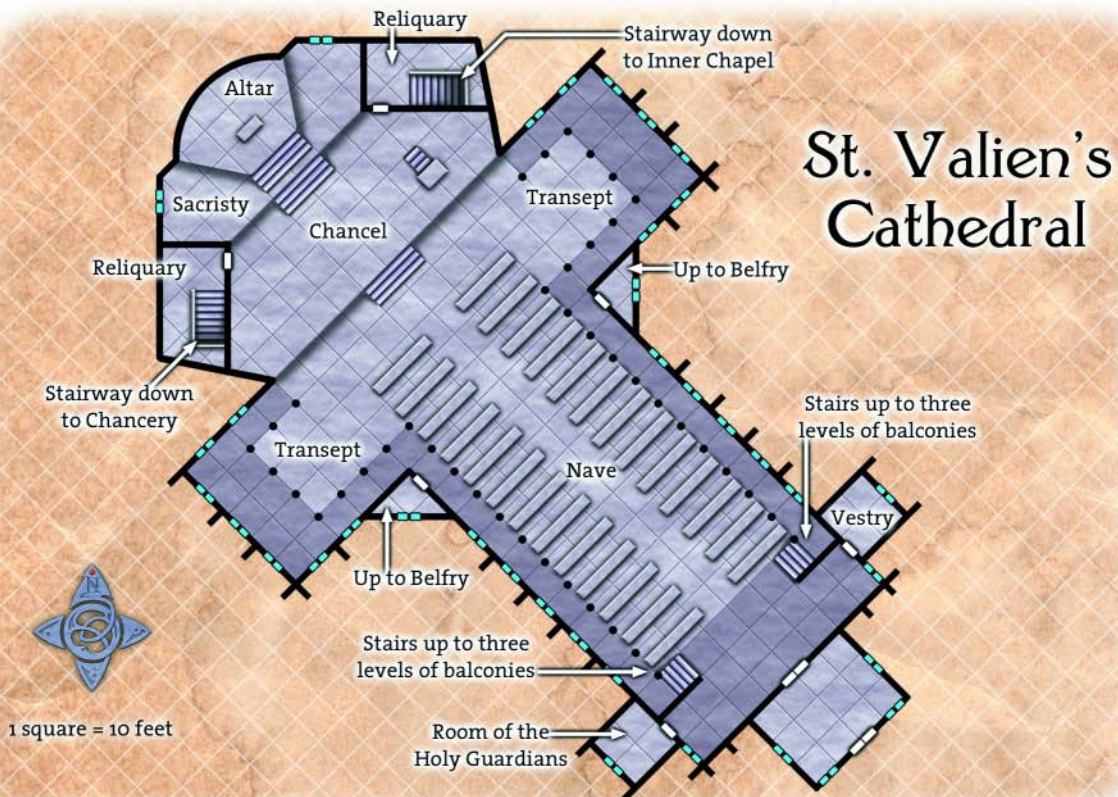 St. Valien's
Cathedral
Reliquary
Stairway down
to Inner Chapel
Altar
Transept
Sacristy
Chancel
Reliquary
Up to Belfry
Stairway down
to Chancery
Stairs up to three
levels of balconies
Transept
Nave
Vestry
Up to Belfry
N
Stairs up to three
levels of balconies
1 square = 10 feet
Room of the
Holy Guardians